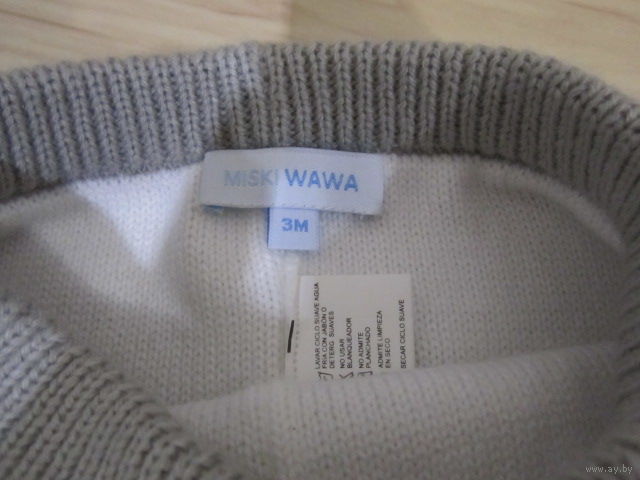 MISKI WAWA
3M
LAVAR CICLO SUAVE AGUA
FRIA CON JABON O
DETERG. SUAVES
NO USAR
BLANQUEADOR
NO ADMITE
PLANCHADO
ADMITE LIMPIEZA
EN SECO
SECAR CICLO SUAVE
www.ay.by